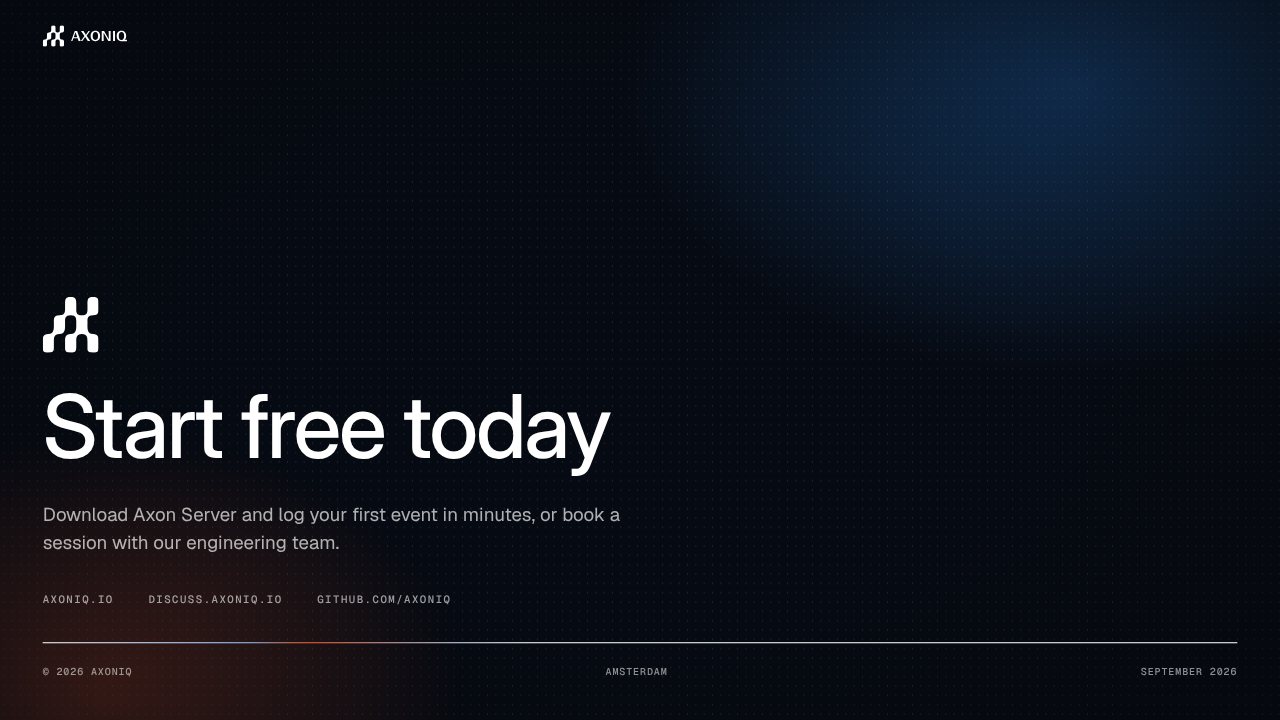 AXONIQ
Start free today
Download Axon Server and log your first event in minutes, or book a
session with our engineering team.
AXONIQ.IO DISCUSS.AXONIQ.IO GITHUB.COM/AXONIQ
© 2026 AXONIQ AMSTERDAM SEPTEMBER 2026